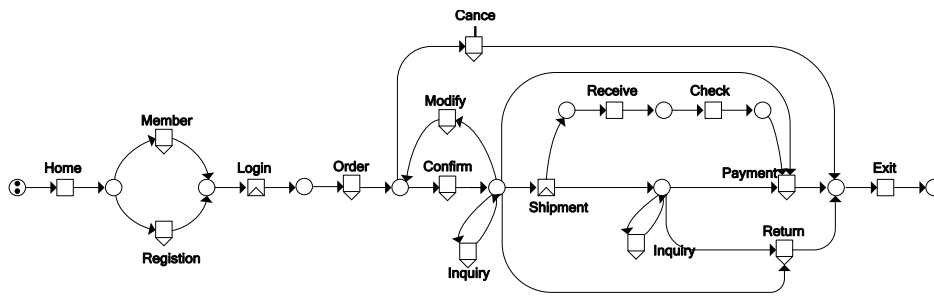 Cance
Receive
Check
Modify
Member
Home
Login
Order
Confirm
Payment
Exit
Shipment
Registion
Inquiry
Inquiry
Return